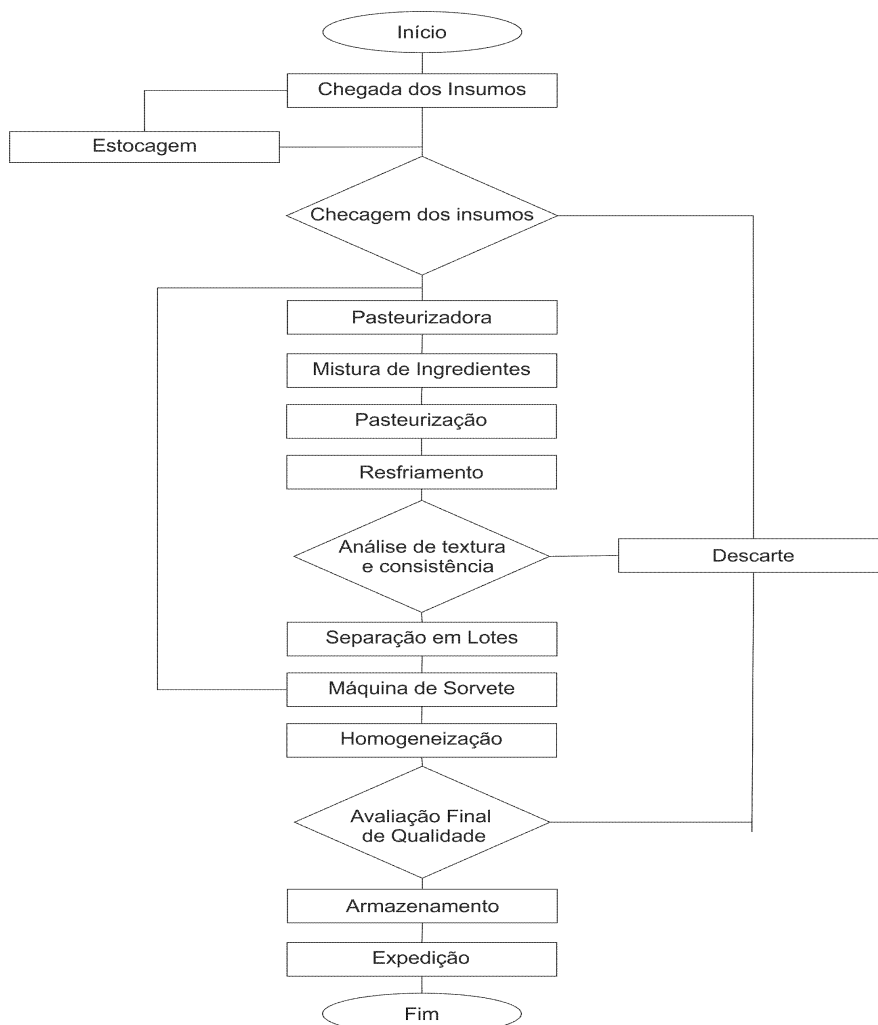 Início
Chegada dos Insumos
Estocagem
Checagem dos insumos
Pasteurizadora
Mistura de Ingredientes
Pasteurização
Resfriamento
Análise de textura
e consistência
Descarte
Separação em Lotes
Máquina de Sorvete
Homogeneização
Avaliação Final
de Qualidade
Armazenamento
Expedição
Fim